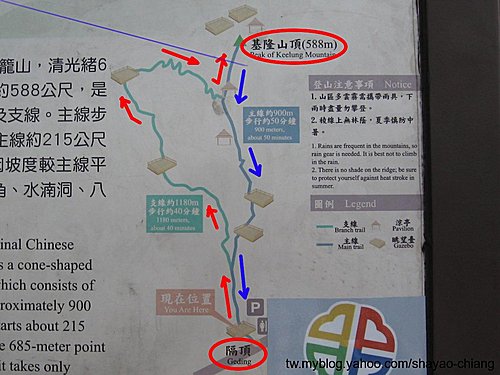 籠山，清光緒6
約588公尺，是
及支線。主線步
主線約215公尺
坡度較主線平
角、水湳洞、八
inal Chinese
s a cone-shaped
which consists of
proximately 900
tarts about 215
e 685-meter point
it takes only
基隆山頂(588m)
Peak of Keelung Mountain
主線約900m
步行約50分鐘
900 meters,
about 50 minutes
支線約1180m
步行約40分鐘
1180 meters,
about 40 minutes
現在位置
You Are Here
P
隔頂
Geding
登山注意事項 Notice
1. 山區多雲霧需攜帶雨具，下
雨時盡量勿攀登。
2. 稜線上無林蔭，夏季慎防中
暑。
1. Rains are frequent in the mountains, so
rain gear is needed. It is best not to climb
in the rain.
2. There is no shade on the ridge; be sure
to protect yourself against heat stroke in
summer.
圖例 Legend
支線
Branch trail
涼亭
Pavilion
主線
Main trail
眺望臺
Gazebo
tw.myblog.yahoo.com/shayao-chiang